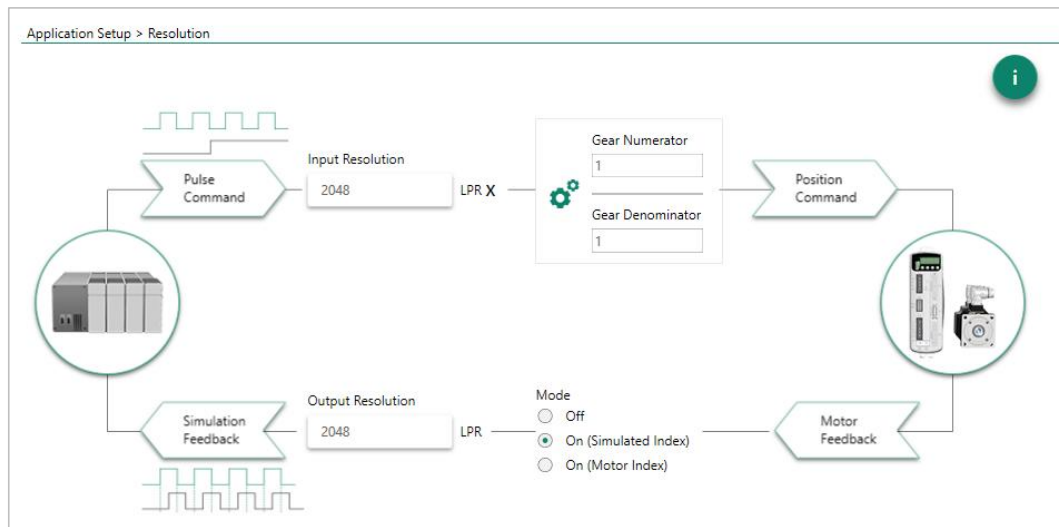 Application Setup > Resolution
i
Pulse
Command
Input Resolution
2048
LPR X
Gear Numerator
1
Gear Denominator
1
Position
Command
Simulation
Feedback
Output Resolution
2048
LPR
Mode
Off
On (Simulated Index)
On (Motor Index)
Motor
Feedback